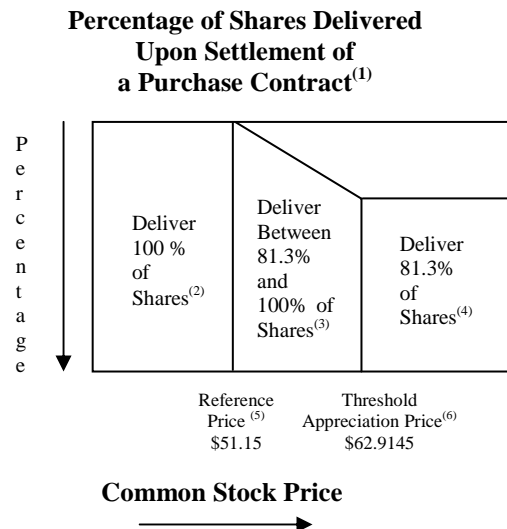 Percentage of Shares Delivered
Upon Settlement of
a Purchase Contract(1)
Percentage
Deliver
100 %
of
Shares(2)
Deliver
Between
81.3%
and
100% of
Shares(3)
Deliver
81.3%
of
Shares(4)
Reference
Price (5)
$51.15
Threshold
Appreciation Price(6)
$62.9145
Common Stock Price